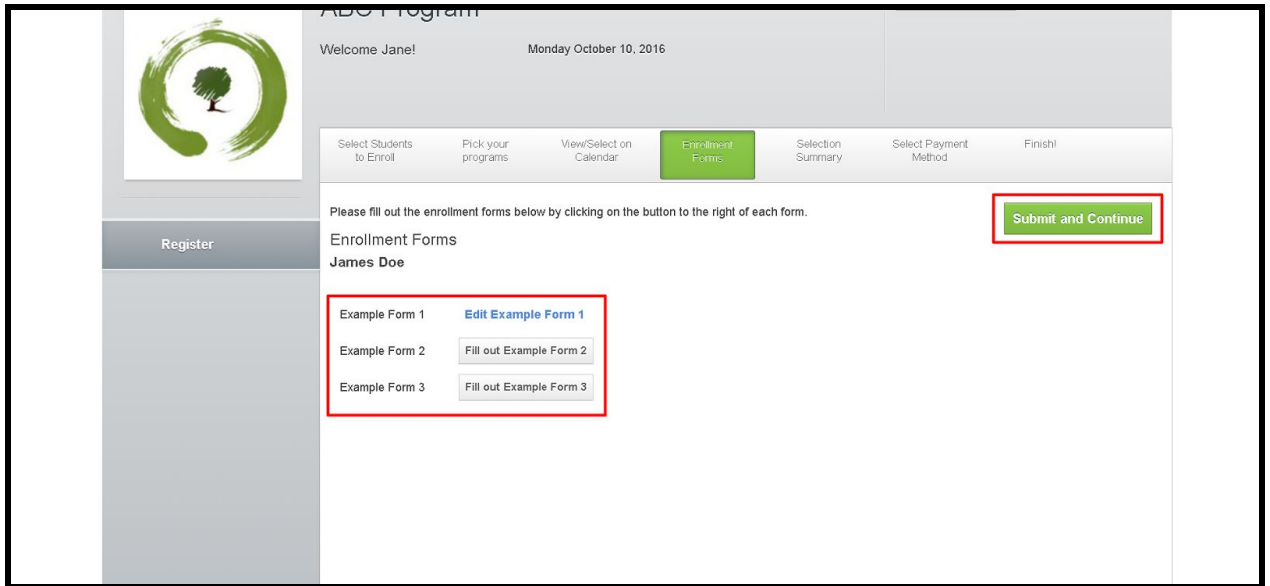 ABC Program
Welcome Jane!
Monday October 10, 2016
Select Students
to Enroll
Pick your
programs
View/Select on
Calendar
Enrollment
Forms
Selection
Summary
Select Payment
Method
Finish!
Please fill out the enrollment forms below by clicking on the button to the right of each form.
Submit and Continue
Register
Enrollment Forms
James Doe
Example Form 1
Edit Example Form 1
Example Form 2
Fill out Example Form 2
Example Form 3
Fill out Example Form 3